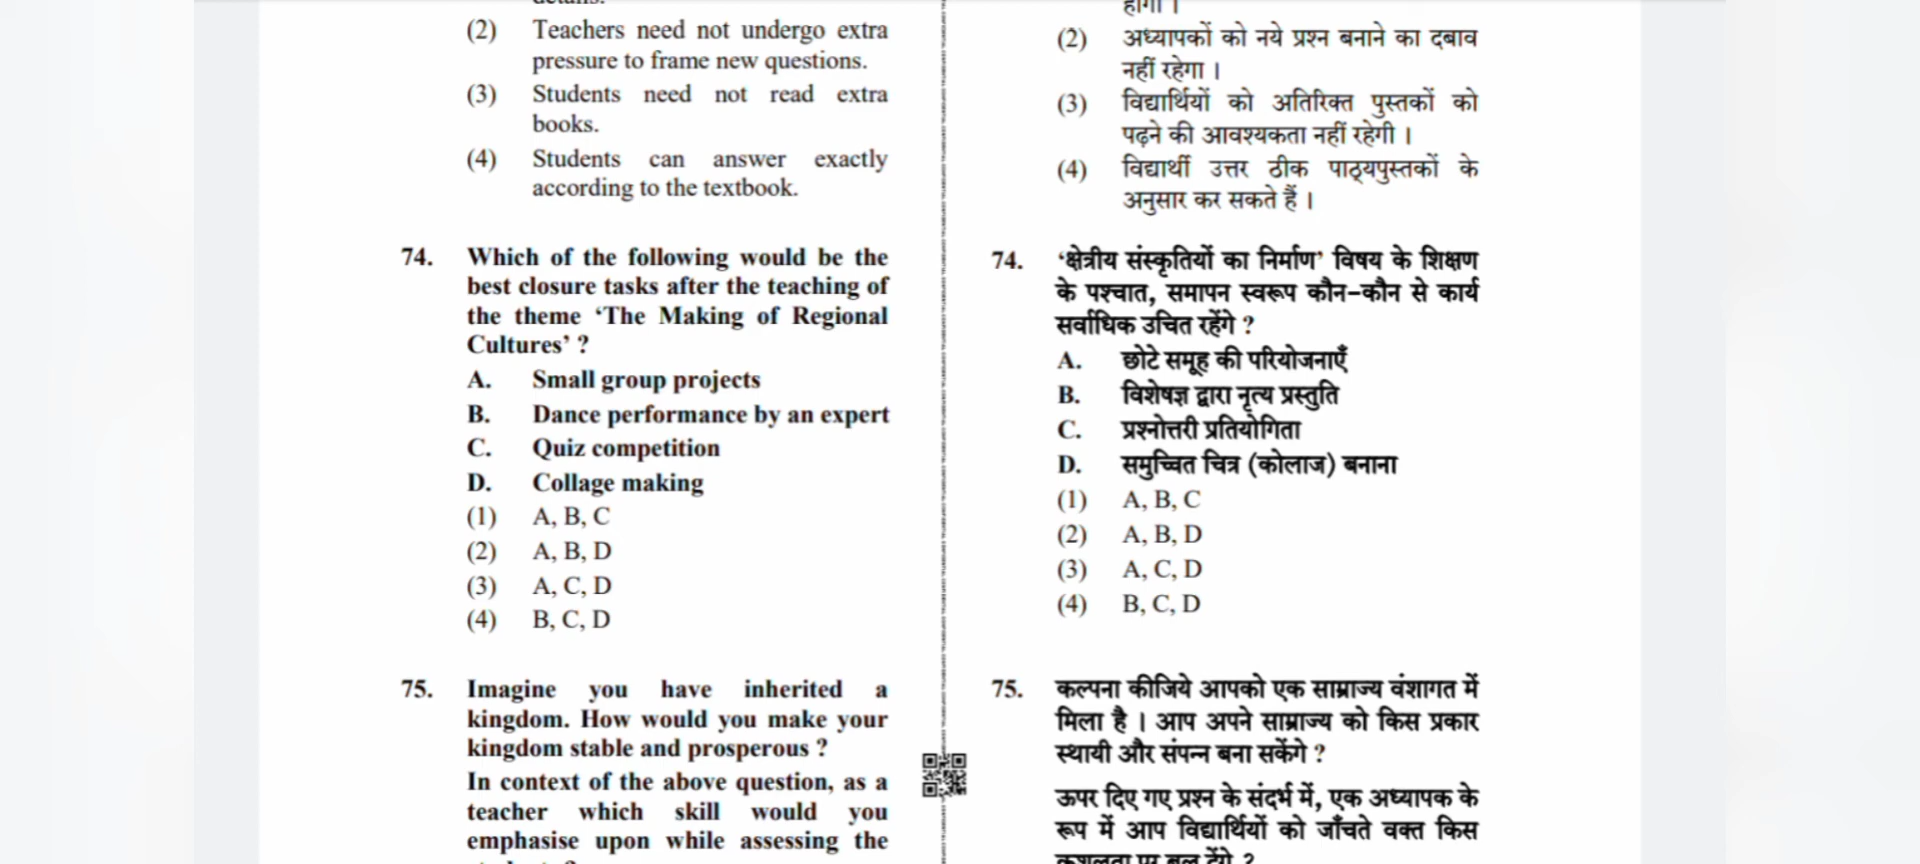 (2) Teachers need not undergo extra
pressure to frame new questions.
(3) Students need not read extra
books.
(4) Students can answer exactly
according to the textbook.
74. Which of the following would be the
best closure tasks after the teaching of
the theme ‘The Making of Regional
Cultures’ ?
A. Small group projects
B. Dance performance by an expert
C. Quiz competition
D. Collage making
(1) A, B, C
(2) A, B, D
(3) A, C, D
(4) B, C, D
75. Imagine you have inherited a
kingdom. How would you make your
kingdom stable and prosperous ?
In context of the above question, as a
teacher which skill would you
emphasise upon while assessing the
होगा ।
(2) अध्यापकों को नये प्रश्न बनाने का दबाव
नहीं रहेगा ।
(3) विद्यार्थियों को अतिरिक्त पुस्तकों को
पढ़ने की आवश्यकता नहीं रहेगी ।
(4) विद्यार्थी उत्तर ठीक पाठ्यपुस्तकों के
अनुसार कर सकते हैं ।
74. ‘क्षेत्रीय संस्कृतियों का निर्माण’ विषय के शिक्षण
के पश्चात, समापन स्वरूप कौन-कौन से कार्य
सर्वाधिक उचित रहेंगे ?
A. छोटे समूह की परियोजनाएँ
B. विशेषज्ञ द्वारा नृत्य प्रस्तुति
C. प्रश्नोत्तरी प्रतियोगिता
D. समुच्चित चित्र (कोलाज) बनाना
(1) A, B, C
(2) A, B, D
(3) A, C, D
(4) B, C, D
75. कल्पना कीजिये आपको एक साम्राज्य वंशागत में
मिला है । आप अपने साम्राज्य को किस प्रकार
स्थायी और संपन्न बना सकेंगे ?
ऊपर दिए गए प्रश्न के संदर्भ में, एक अध्यापक के
रूप में आप विद्यार्थियों को जाँचते वक्त किस